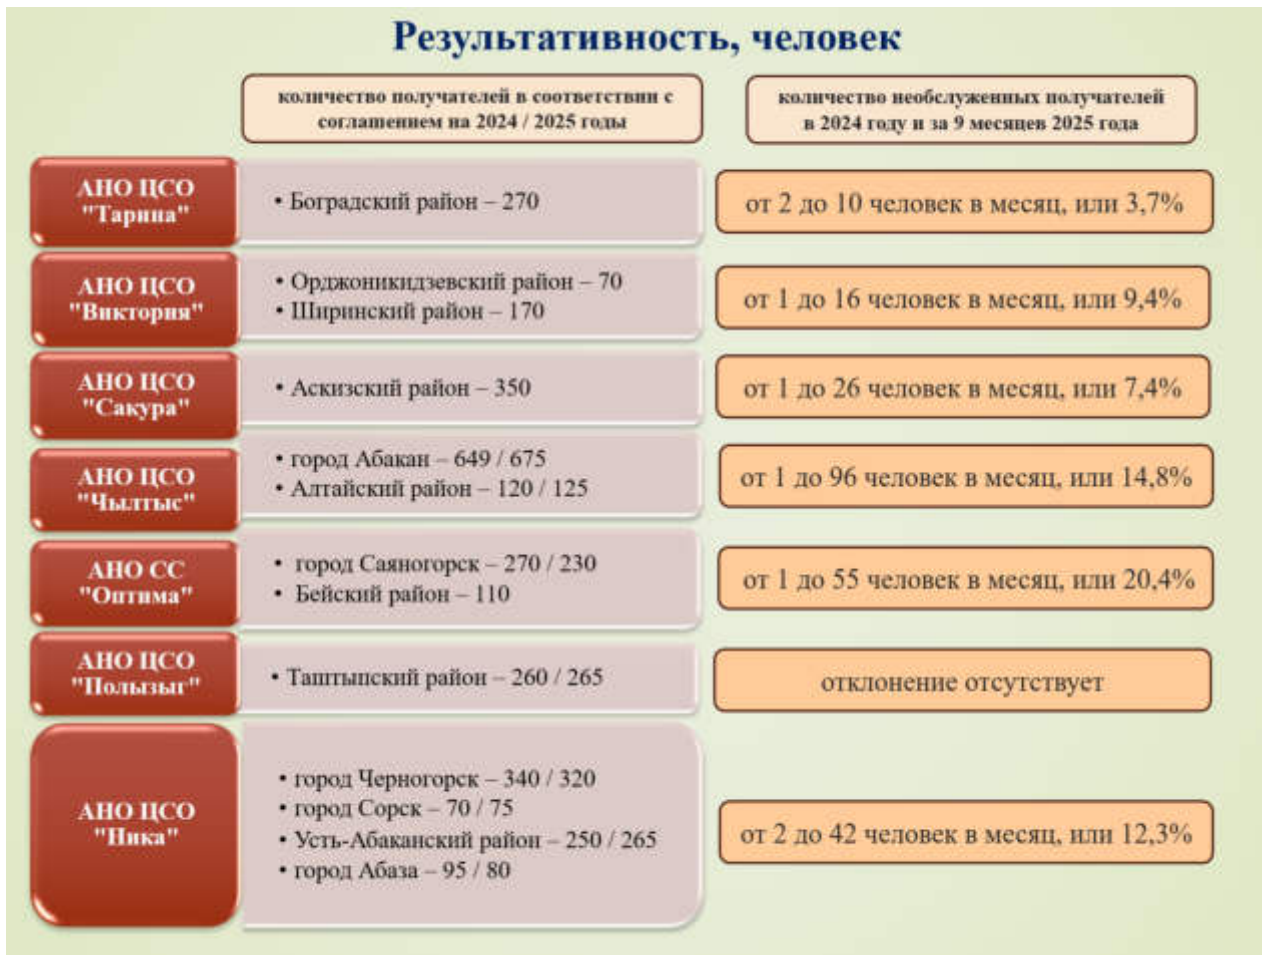 Результативность, человек
количество получателей в соответствии с
соглашением на 2024 / 2025 годы
количество необслуженных получателей
в 2024 году и за 9 месяцев 2025 года
АНО ЦСО
"Тарина"
• Боградский район – 270
от 2 до 10 человек в месяц, или 3,7%
АНО ЦСО
"Виктория"
• Орджоникидзевский район – 70
• Ширинский район – 170
от 1 до 16 человек в месяц, или 9,4%
АНО ЦСО
"Сакура"
• Аскизский район – 350
от 1 до 26 человек в месяц, или 7,4%
АНО ЦСО
"Чылтыс"
• город Абакан – 649 / 675
• Алтайский район – 120 / 125
от 1 до 96 человек в месяц, или 14,8%
АНО СС
"Оптима"
• город Саяногорск – 270 / 230
• Бейский район – 110
от 1 до 55 человек в месяц, или 20,4%
АНО ЦСО
"Полызыг"
• Таштыпский район – 260 / 265
отклонение отсутствует
АНО ЦСО
"Ника"
• город Черногорск – 340 / 320
• город Сорск – 70 / 75
• Усть-Абаканский район – 250 / 265
• город Абаза – 95 / 80
от 2 до 42 человек в месяц, или 12,3%